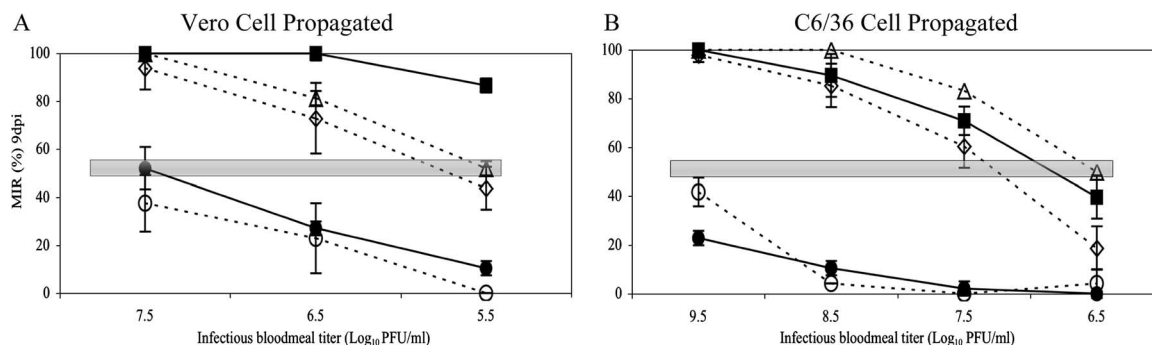 A
Vero Cell Propagated
MIR (%) 9dpi
100
80
60
40
20
0
7.5
6.5
5.5
Infectious bloodmeal titer (Log10 PFU/ml)
B
C6/36 Cell Propagated
100
80
60
40
20
0
9.5
8.5
7.5
6.5
Infectious bloodmeal titer (Log10 PFU/ml)